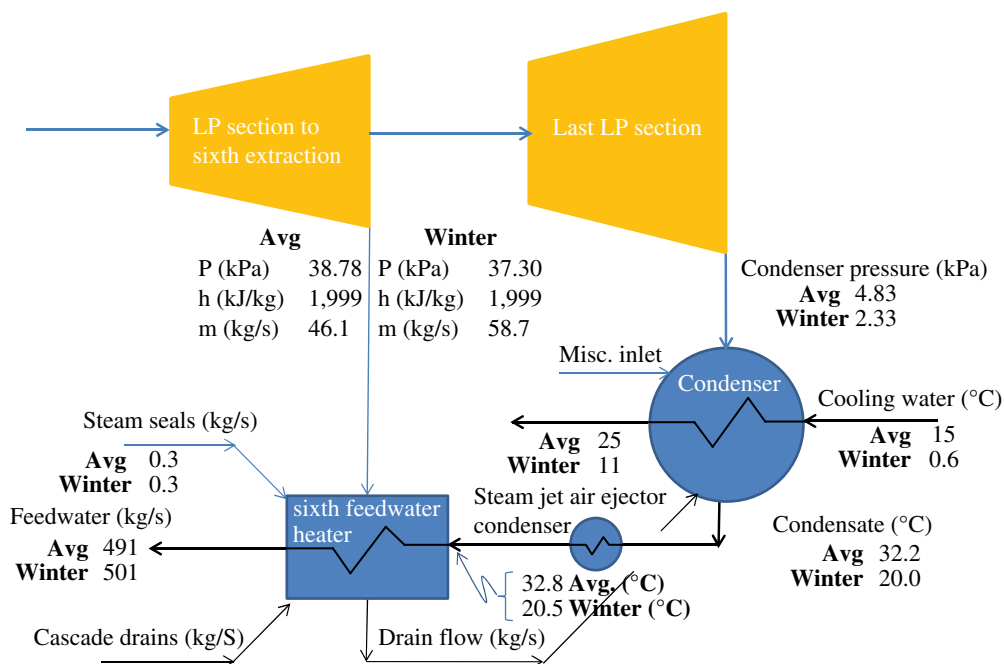 LP section to
sixth extraction
Last LP section
Avg Winter
P (kPa) 38.78 P (kPa) 37.30
h (kJ/kg) 1,999 h (kJ/kg) 1,999
m (kg/s) 46.1 m (kg/s) 58.7
Condenser pressure (kPa)
Avg 4.83
Winter 2.33
Misc. inlet
Condenser
Cooling water (°C)
Avg 15
Winter 0.6
Avg 25
Winter 11
Steam seals (kg/s)
Avg 0.3
Winter 0.3
Steam jet air ejector
condenser
sixth feedwater
heater
Feedwater (kg/s)
Avg 491
Winter 501
Condensate (°C)
Avg 32.2
Winter 20.0
32.8 Avg. (°C)
20.5 Winter (°C)
Cascade drains (kg/S)
Drain flow (kg/s)